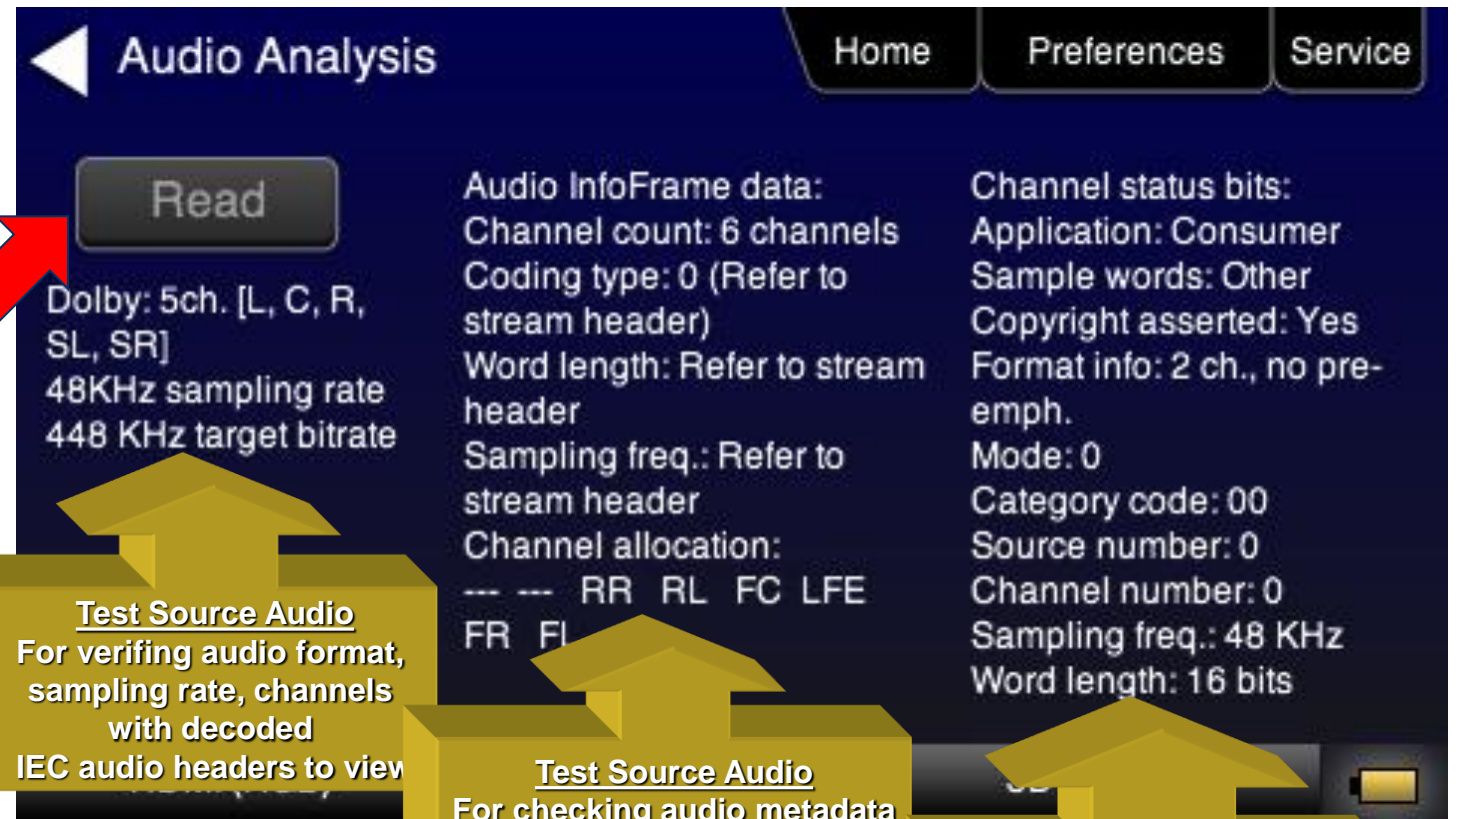 Audio Analysis
Home
Preferences
Service
Read
Dolby: 5ch. [L, C, R,
SL, SR]
48KHz sampling rate
448 KHz target bitrate
Audio InfoFrame data:
Channel count: 6 channels
Coding type: 0 (Refer to
stream header)
Word length: Refer to stream
header
Sampling freq.: Refer to
stream header
Channel allocation:
--- --- RR RL FC LFE
FR FL
Channel status bits:
Application: Consumer
Sample words: Other
Copyright asserted: Yes
Format info: 2 ch., no pre-
emph.
Mode: 0
Category code: 00
Source number: 0
Channel number: 0
Sampling freq.: 48 KHz
Word length: 16 bits
Test Source Audio
For verifing audio format,
sampling rate, channels
with decoded
IEC audio headers to view
Test Source Audio
For checking audio metadata